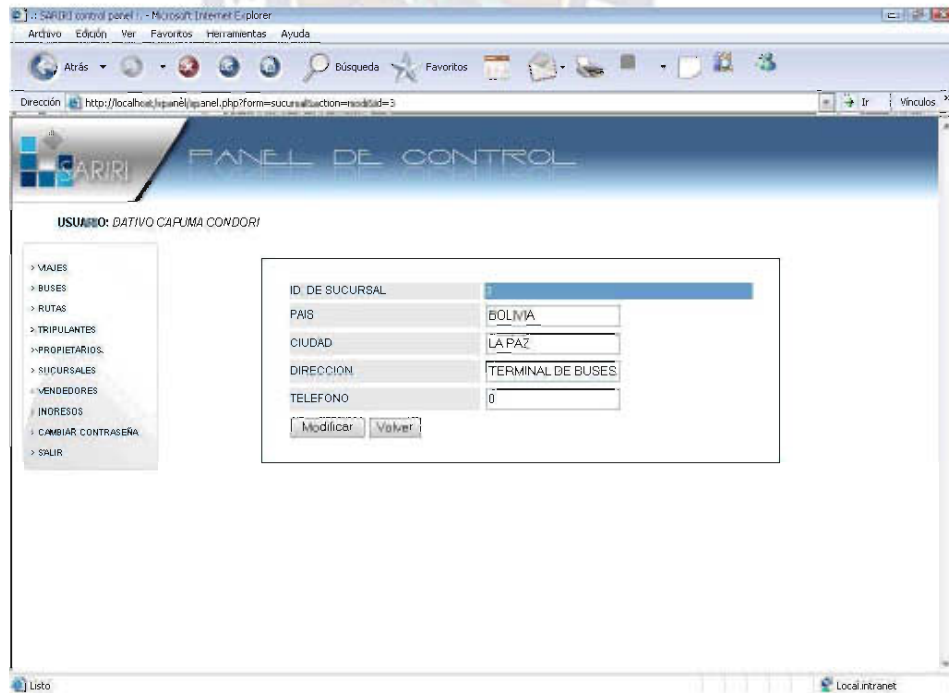 .: SARIRI control panel :. - Microsoft Internet Explorer
Archivo Edición Ver Favoritos Herramientas Ayuda
Atrás Búsqueda Favoritos
Dirección Ir Vínculos
SARIRI
PANEL DE CONTROL
USUARIO: DATIVO CAPUMA CONDORI
> VIAJES
> BUSES
> RUTAS
> TRIPULANTES
> PROPIETARIOS
> SUCURSALES
> VENDEDORES
> INGRESOS
> CAMBIAR CONTRASEÑA
> SALIR
ID. DE SUCURSAL 3
PAIS BOLIVIA
CIUDAD LA PAZ
DIRECCION TERMINAL DE BUSES
TELEFONO 0
Modificar Volver
Listo Local intranet